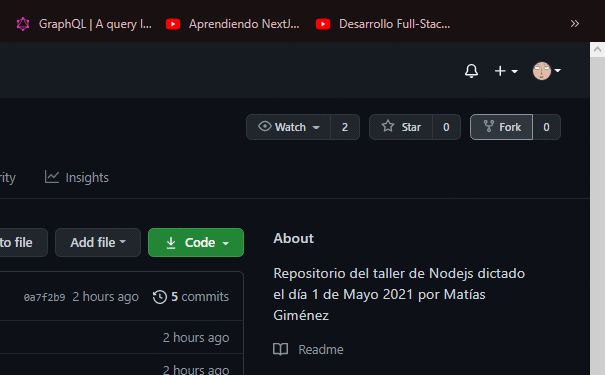 GraphQL | A query l...
Aprendiendo NextJ...
Desarrollo Full-Stac...
»
Watch 2
Star 0
Fork 0
rity
Insights
to file
Add file
Code
0a7f2b9 2 hours ago
5 commits
2 hours ago
2 hours ago
About
Repositorio del taller de Nodejs dictado
el día 1 de Mayo 2021 por Matías
Giménez
Readme